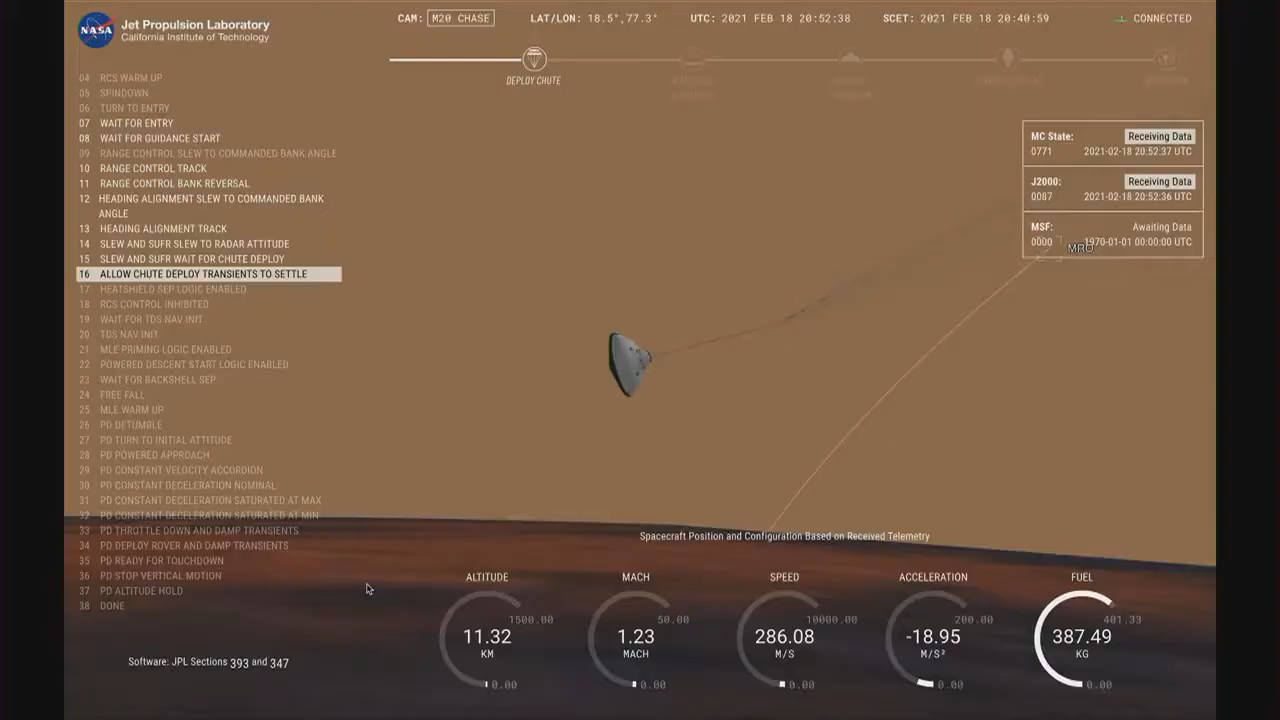 NASA
Jet Propulsion Laboratory
California Institute of Technology
CAM: M20 CHASE LAT/LON: 18.5°,77.3° UTC: 2021 FEB 18 20:52:38 SCET: 2021 FEB 18 20:40:59 CONNECTED
DEPLOY CHUTE
04 RCS WARM UP
05 SPINDOWN
06 TURN TO ENTRY
07 WAIT FOR ENTRY
08 WAIT FOR GUIDANCE START
09 RANGE CONTROL SLEW TO COMMANDED BANK ANGLE
10 RANGE CONTROL TRACK
11 RANGE CONTROL BANK REVERSAL
12 HEADING ALIGNMENT SLEW TO COMMANDED BANK
ANGLE
13 HEADING ALIGNMENT TRACK
14 SLEW AND SUFR SLEW TO RADAR ATTITUDE
15 SLEW AND SUFR WAIT FOR CHUTE DEPLOY
16 ALLOW CHUTE DEPLOY TRANSIENTS TO SETTLE
17 HEATSHIELD SEP LOGIC ENABLED
18 RCS CONTROL INHIBITED
19 WAIT FOR TDS NAV INIT
20 TDS NAV INIT
21 MLE PRIMING LOGIC ENABLED
22 POWERED DESCENT START LOGIC ENABLED
23 WAIT FOR BACKSHELL SEP
24 FREE FALL
25 MLE WARM UP
26 PD DETUMBLE
27 PD TURN TO INITIAL ATTITUDE
28 PD POWERED APPROACH
29 PD CONSTANT VELOCITY ACCORDION
30 PD CONSTANT DECELERATION NOMINAL
31 PD CONSTANT DECELERATION SATURATED AT MAX
32 PD CONSTANT DECELERATION SATURATED AT MIN
33 PD THROTTLE DOWN AND DAMP TRANSIENTS
34 PD DEPLOY ROVER AND DAMP TRANSIENTS
35 PD READY FOR TOUCHDOWN
36 PD STOP VERTICAL MOTION
37 PD ALTITUDE HOLD
38 DONE
Software: JPL Sections 393 and 347
MC State: Receiving Data
0771 2021-02-18 20:52:37 UTC
J2000: Receiving Data
0087 2021-02-18 20:52:36 UTC
MSF: Awaiting Data
0000 1970-01-01 00:00:00 UTC
MRO
Spacecraft Position and Configuration Based on Received Telemetry
ALTITUDE MACH SPEED ACCELERATION FUEL
1500.00 50.00 10000.00 200.00 401.33
11.32 1.23 286.08 -18.95 387.49
KM MACH M/S M/S² KG
0.00 0.00 0.00 0.00 0.00